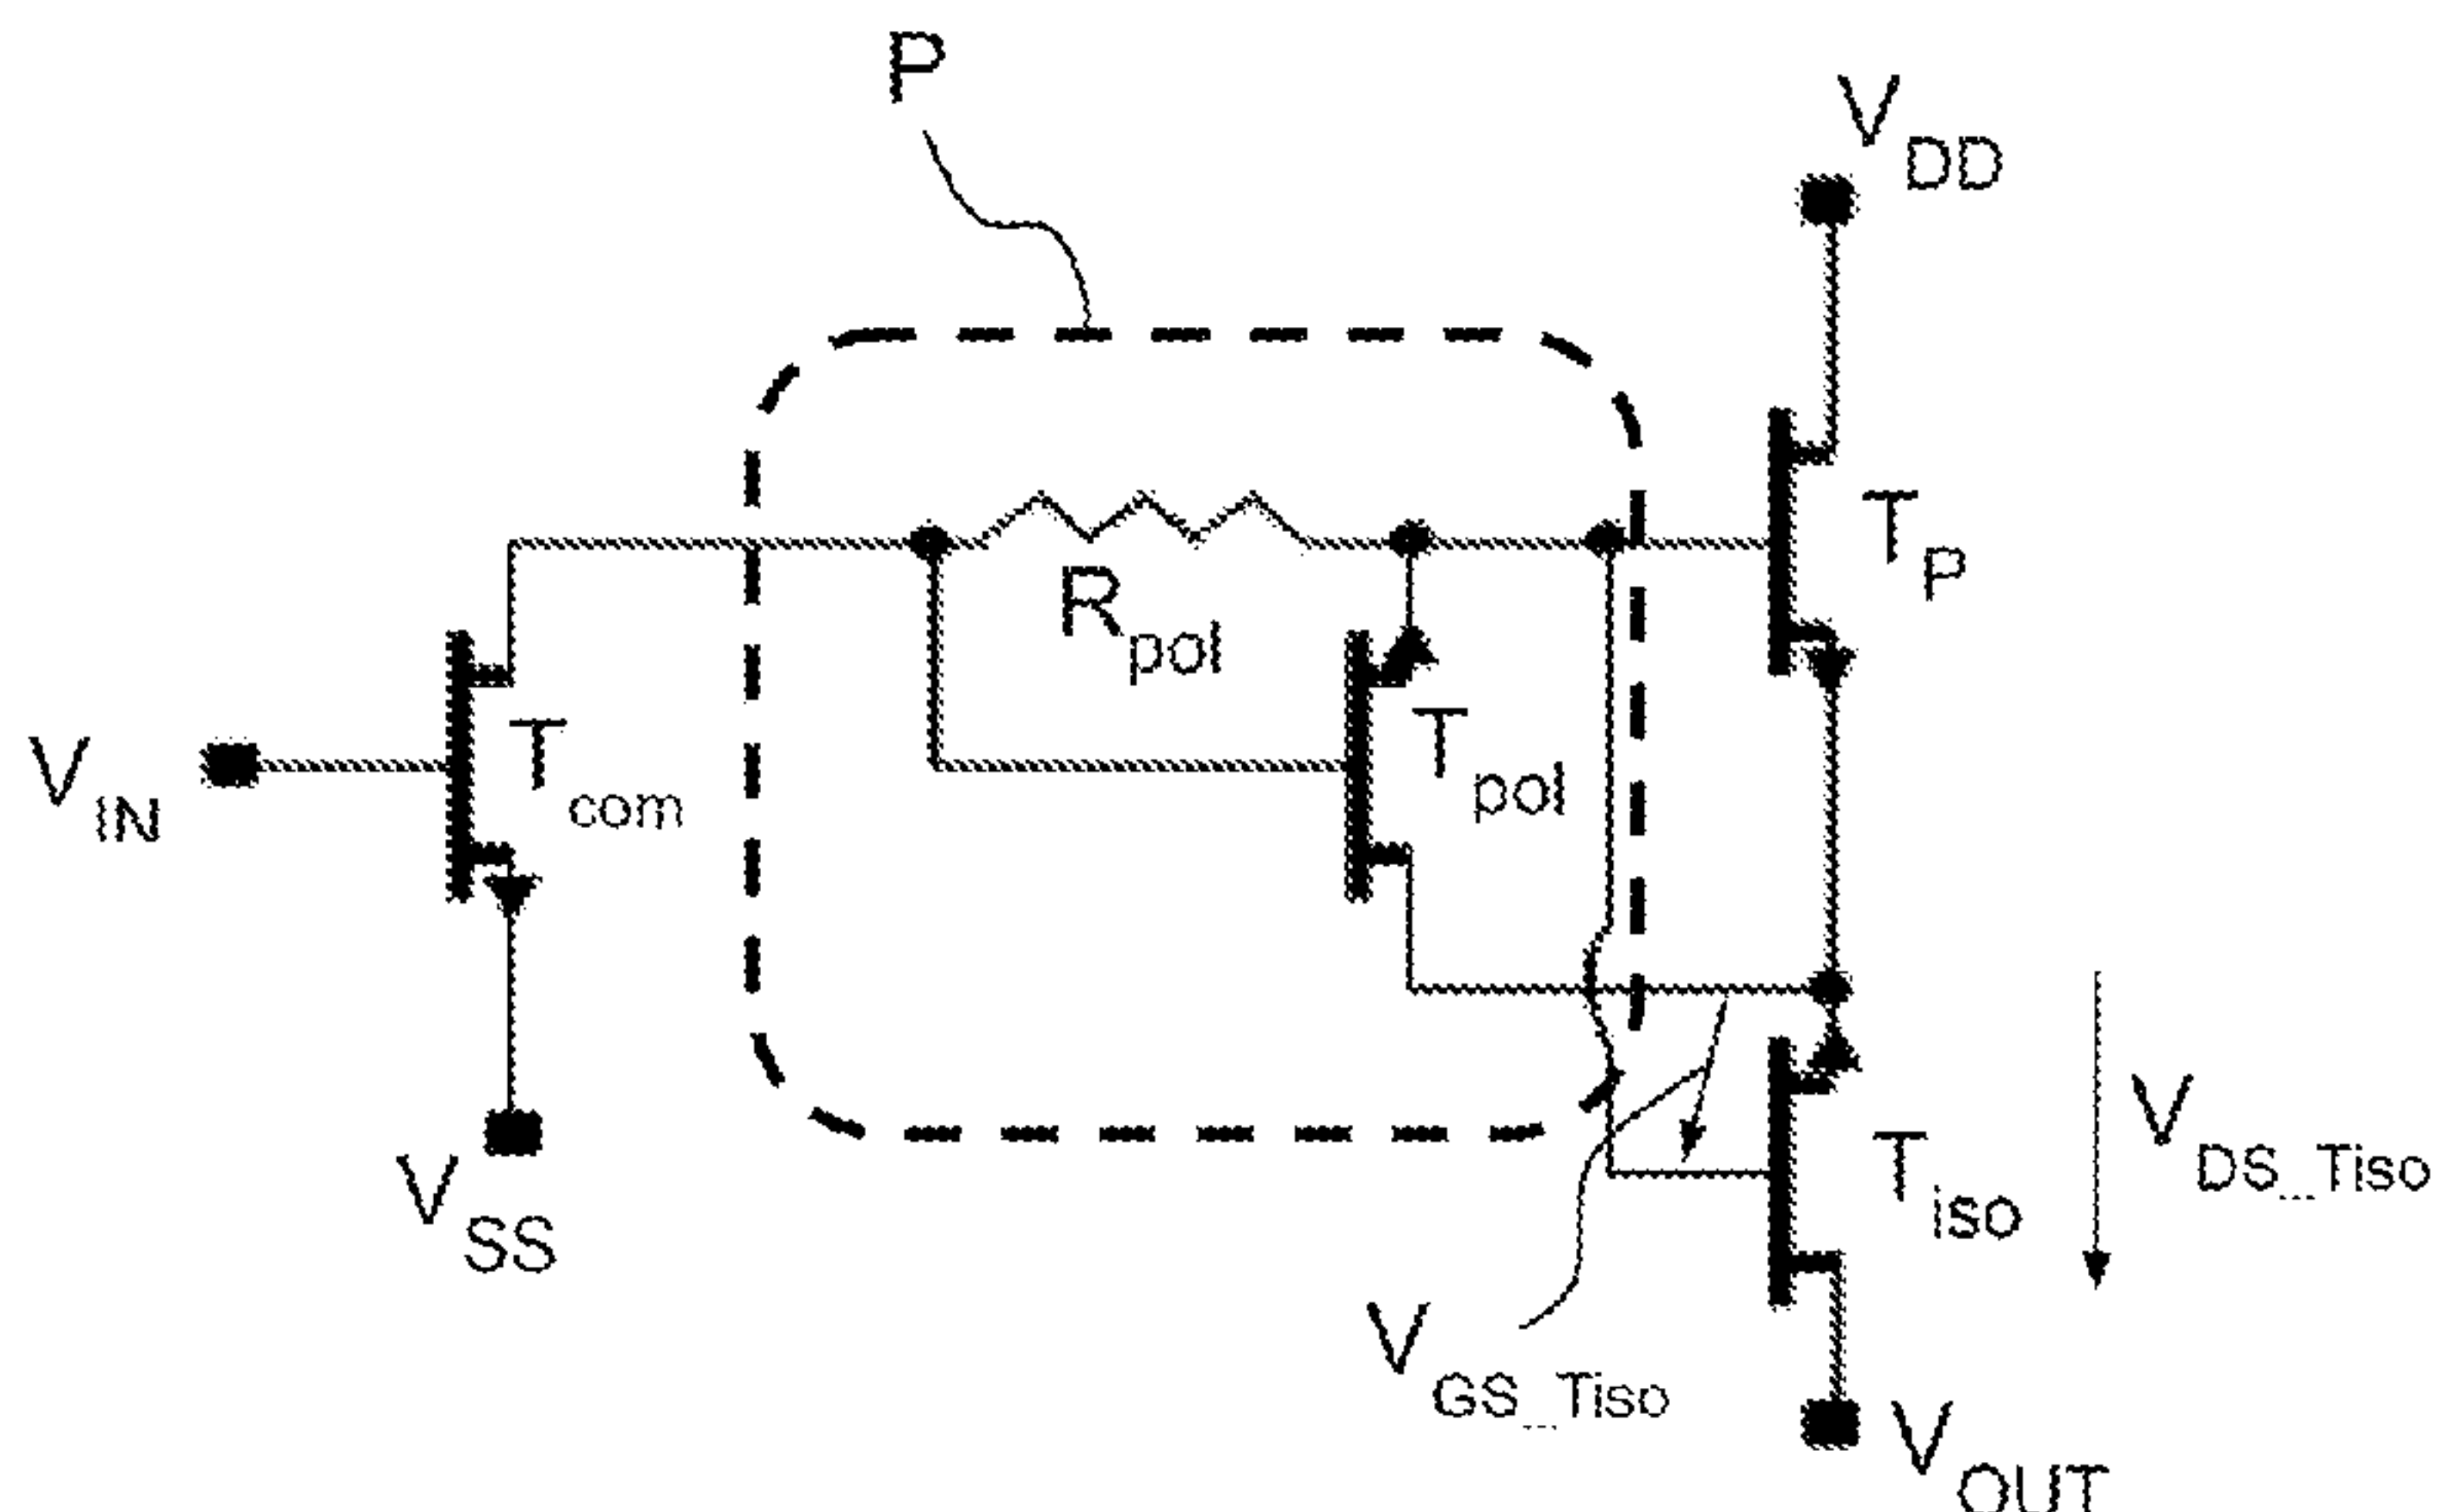 P
VDD
Rpol
TP
VIN
Tcom
Tpol
VSS
Tiso
VDS_Tiso
VGS_Tiso
VOUT